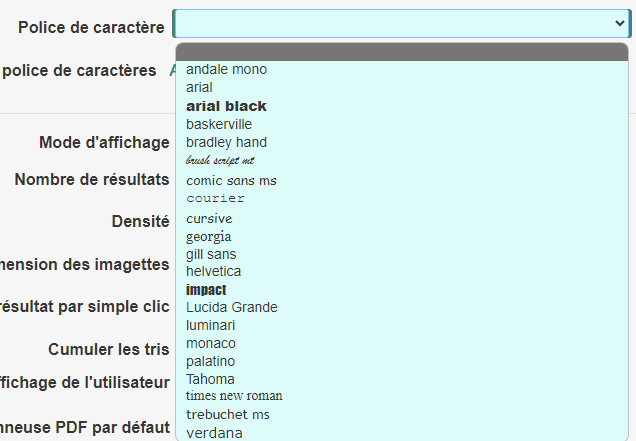 Police de caractère
police de caractères
andale mono
arial
arial black
baskerville
bradley hand
brush script mt
comic sans ms
courier
cursive
georgia
gill sans
helvetica
impact
Lucida Grande
luminari
monaco
palatino
Tahoma
times new roman
trebuchet ms
verdana
Mode d'affichage
Nombre de résultats
Densité
mension des imagettes
résultat par simple clic
Cumuler les tris
ffichage de l'utilisateur
nneuse PDF par défaut